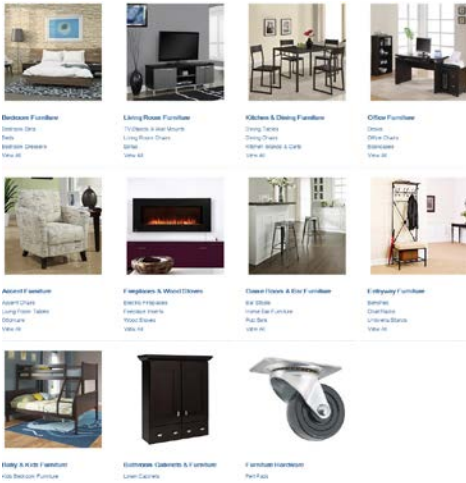 Bedroom Furniture
Bedroom Sets
Beds
Bedroom Dressers
View All
Living Room Furniture
TV Stands & Wall Mounts
Living Room Chairs
Sofas
View All
Kitchen & Dining Furniture
Dining Tables
Dining Chairs
Kitchen Islands & Carts
View All
Office Furniture
Desks
Office Chairs
Bookcases
View All
Accent Furniture
Accent Chairs
Living Room Tables
Ottomans
View All
Fireplaces & Wood Stoves
Electric Fireplaces
Fireplace Inserts
Wood Stoves
View All
Game Room & Bar Furniture
Bar Stools
Home Bar Furniture
Pub Sets
View All
Entryway Furniture
Benches
Coat Racks
Umbrella Stands
View All
Baby & Kids Furniture
Kids Bedroom Furniture
Bathroom Cabinets & Furniture
Linen Cabinets
Furniture Hardware
Felt Pads